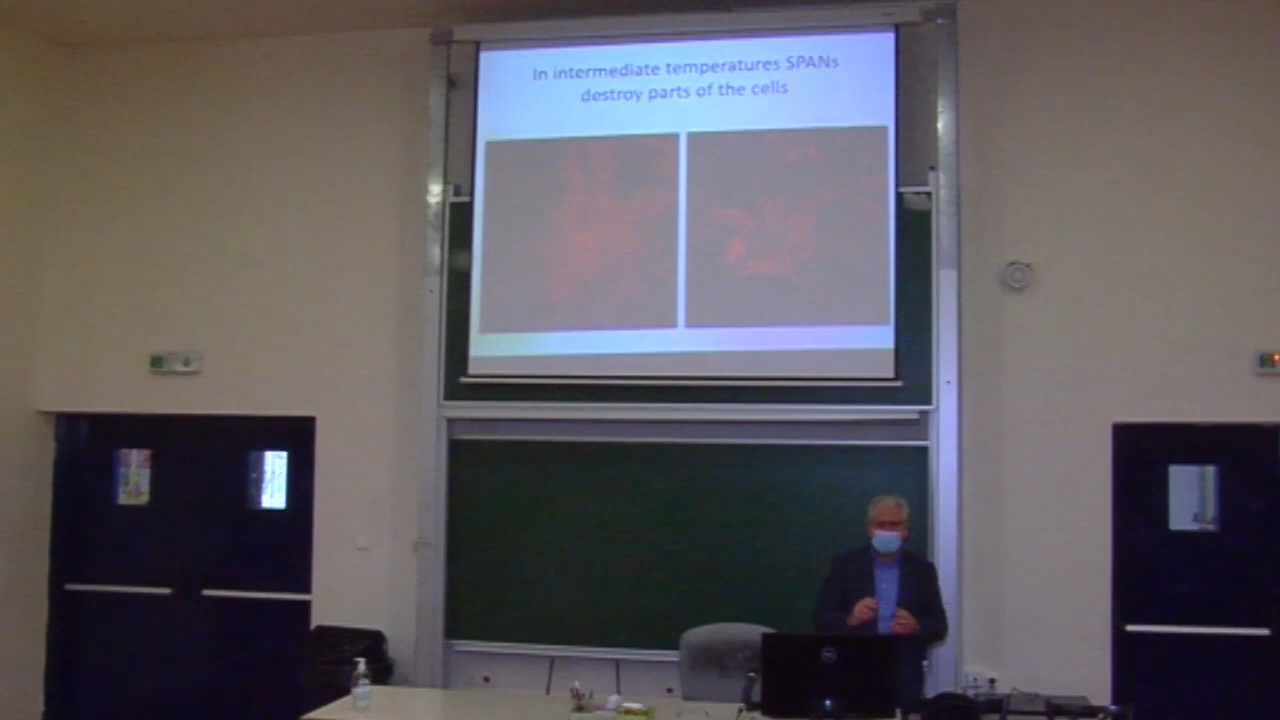 In intermediate temperatures SPANs
destroy parts of the cells